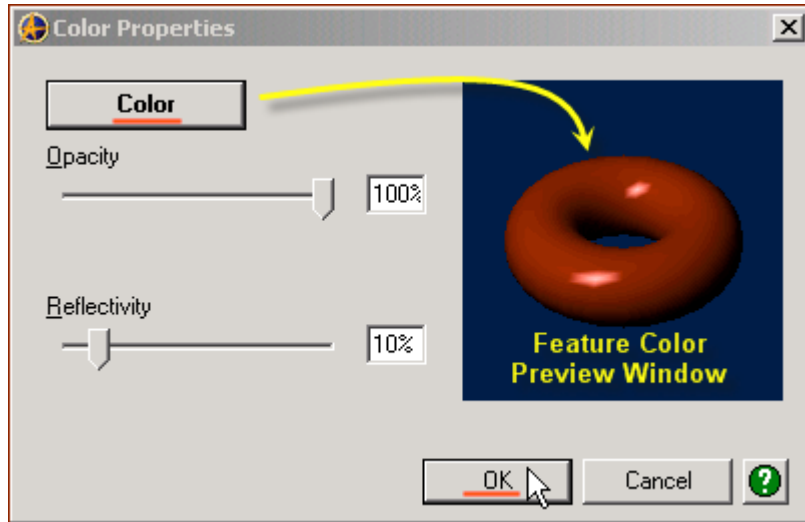 Color Properties
Color
Opacity
100%
Reflectivity
10%
Feature Color
Preview Window
OK
Cancel
?